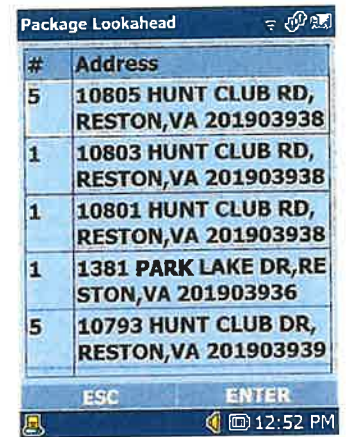 Package Lookahead
# Address
5 10805 HUNT CLUB RD,
RESTON,VA 201903938
1 10803 HUNT CLUB RD,
RESTON,VA 201903938
1 10801 HUNT CLUB RD,
RESTON,VA 201903938
1 1381 PARK LAKE DR,RE
STON,VA 201903936
5 10793 HUNT CLUB DR,
RESTON,VA 201903939
ESC ENTER
12:52 PM